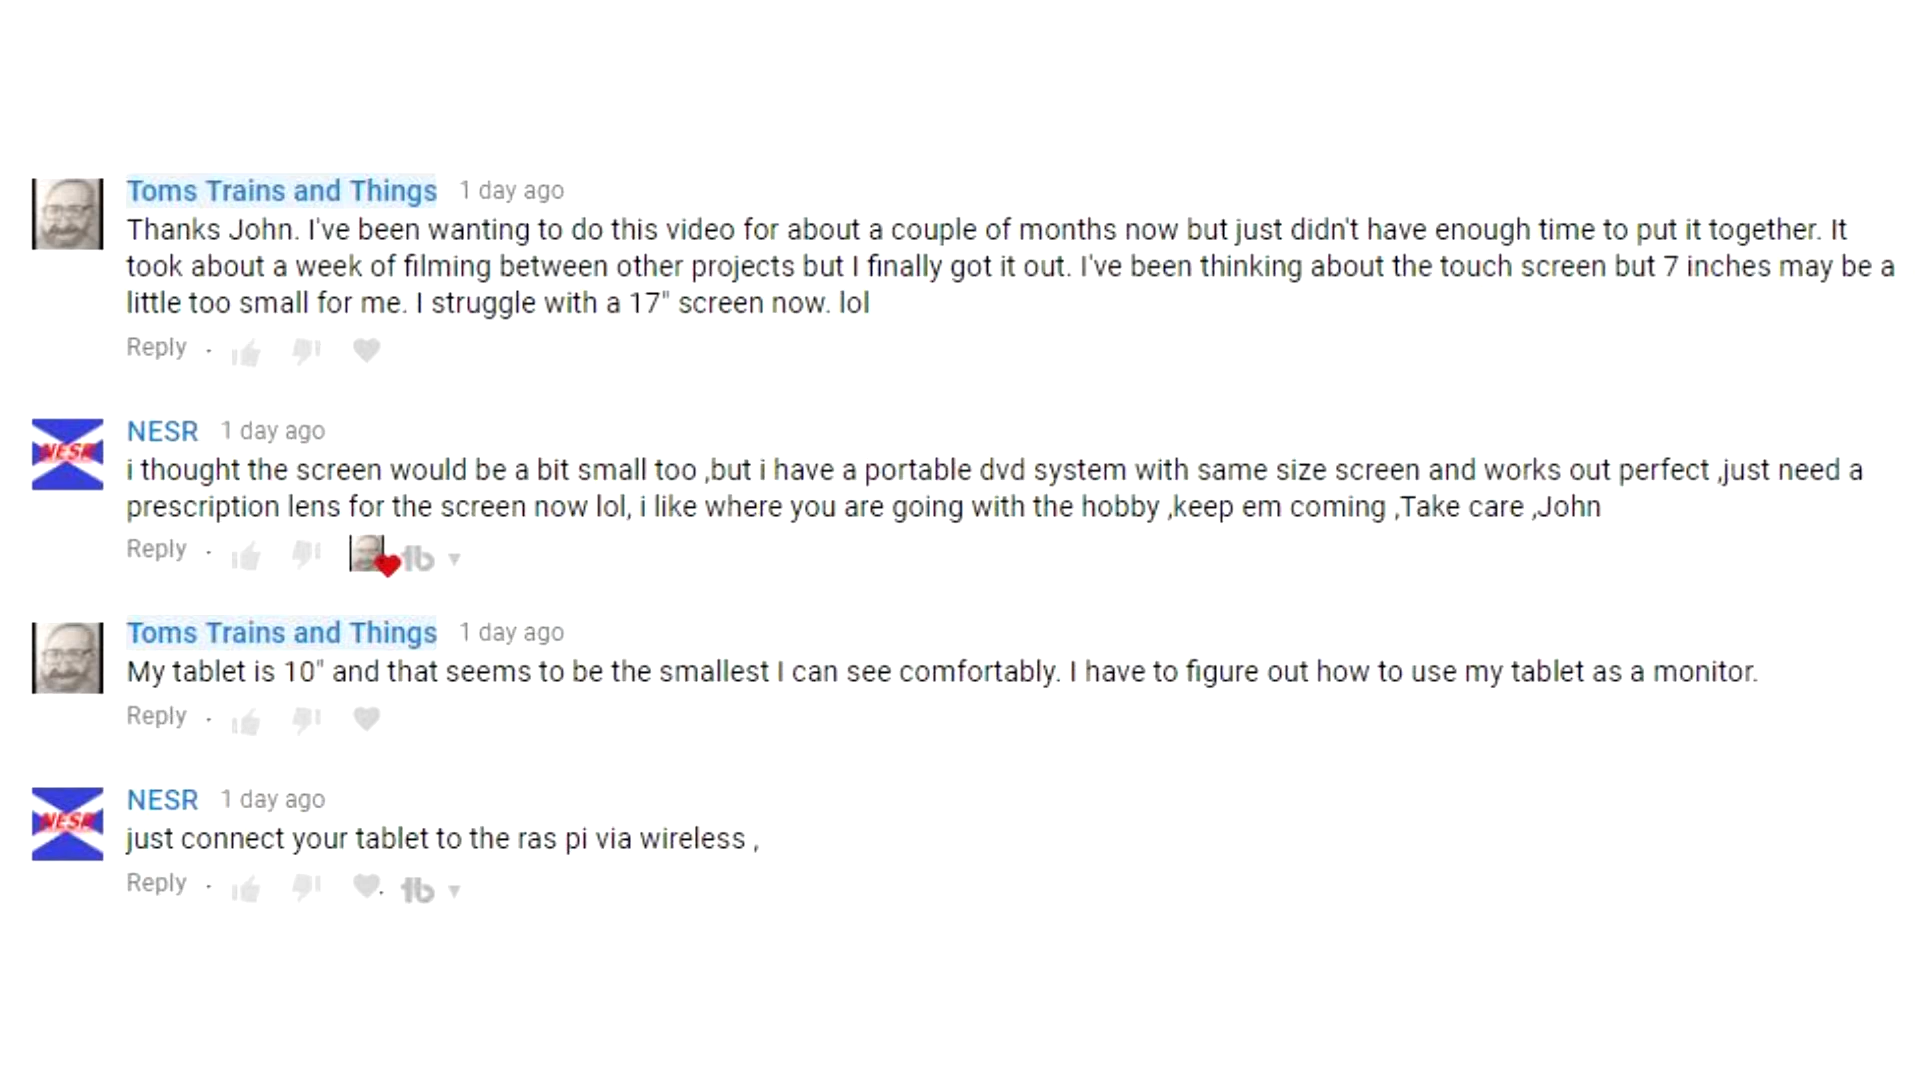 Toms Trains and Things 1 day ago
Thanks John. I've been wanting to do this video for about a couple of months now but just didn't have enough time to put it together. It
took about a week of filming between other projects but I finally got it out. I've been thinking about the touch screen but 7 inches may be a
little too small for me. I struggle with a 17" screen now. lol
Reply ·
NESR NESR 1 day ago
i thought the screen would be a bit small too ,but i have a portable dvd system with same size screen and works out perfect ,just need a
prescription lens for the screen now lol, i like where you are going with the hobby ,keep em coming ,Take care ,John
Reply · tb ▼
Toms Trains and Things 1 day ago
My tablet is 10" and that seems to be the smallest I can see comfortably. I have to figure out how to use my tablet as a monitor.
Reply ·
NESR NESR 1 day ago
just connect your tablet to the ras pi via wireless ,
Reply · tb ▼